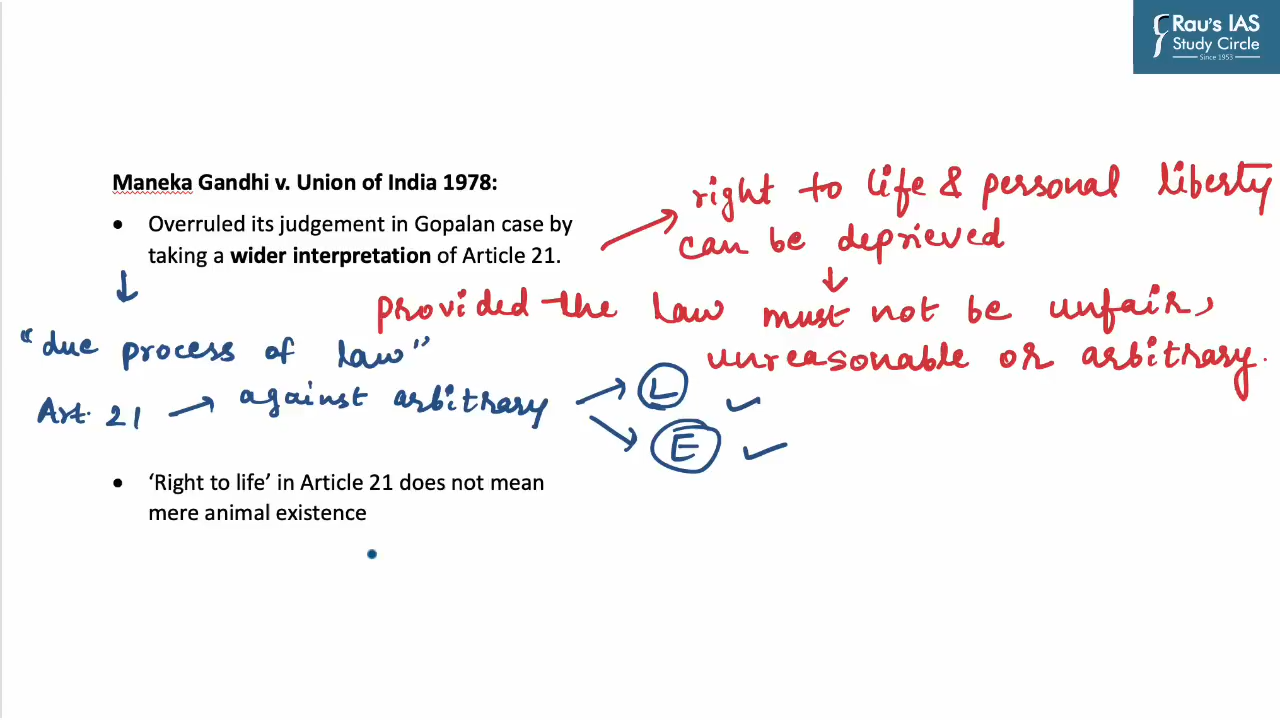 Rau's IAS
Study Circle
Since 1953
Maneka Gandhi v. Union of India 1978:
• Overruled its judgement in Gopalan case by
taking a wider interpretation of Article 21.
right to life & personal liberty
can be deprieved
provided the law must not be unfair,
unreasonable or arbitrary.
"due process of law"
Art. 21 → against arbitrary
L
E
• ‘Right to life’ in Article 21 does not mean
mere animal existence